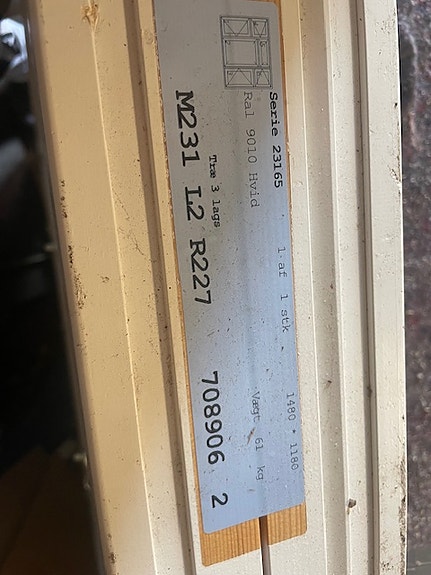 Serie 23165 1 af 1 stk 1480 * 1180
Ral 9010 Hvid Vægt 61 kg
Træ 3 lags
M231 L2 R227 708906 2